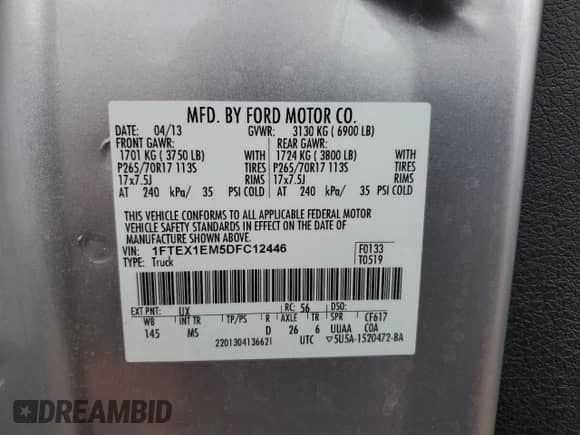 MFD. BY FORD MOTOR CO.
DATE: 04/13 GVWR: 3130 KG ( 6900 LB)
FRONT GAWR: REAR GAWR:
1701 KG ( 3750 LB) WITH 1724 KG ( 3800 LB) WITH
P265/70R17 113S TIRES P265/70R17 113S TIRES
17x7.5J RIMS 17x7.5J RIMS
AT 240 kPa/ 35 PSI COLD AT 240 kPa/ 35 PSI COLD
THIS VEHICLE CONFORMS TO ALL APPLICABLE FEDERAL MOTOR
VEHICLE SAFETY STANDARDS IN EFFECT ON THE DATE OF
MANUFACTURE SHOWN ABOVE.
VIN: 1FTEX1EM5DFC12446 F0133
TYPE: Truck T0519
EXT PNT: UX RC: 56 DSO:
WB INT TR TP/PS R AXLE TR SPR CF617
145 MS D 26 6 UUAA COA
2201304136621 UTC ▽5U5A-1520472-BA
DREAMBID